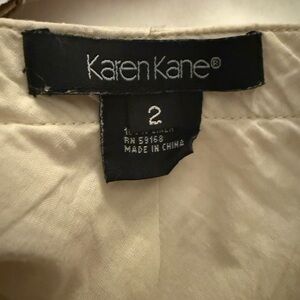 Karen Kane®
2
RN 59168
MADE IN CHINA